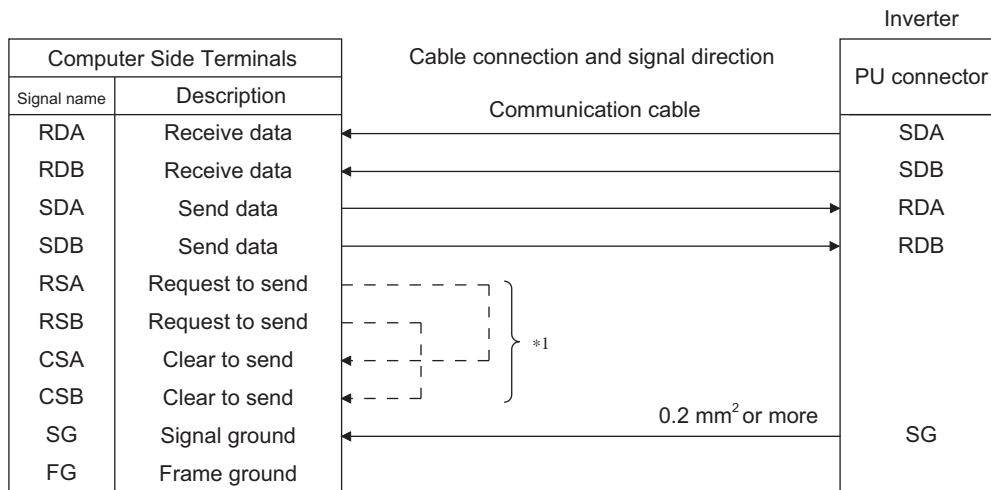 Inverter
Computer Side Terminals Cable connection and signal direction PU connector
Signal name Description Communication cable
RDA Receive data SDA
RDB Receive data SDB
SDA Send data RDA
SDB Send data RDB
RSA Request to send
RSB Request to send
CSA Clear to send *1
CSB Clear to send
0.2 mm² or more
SG Signal ground SG
FG Frame ground